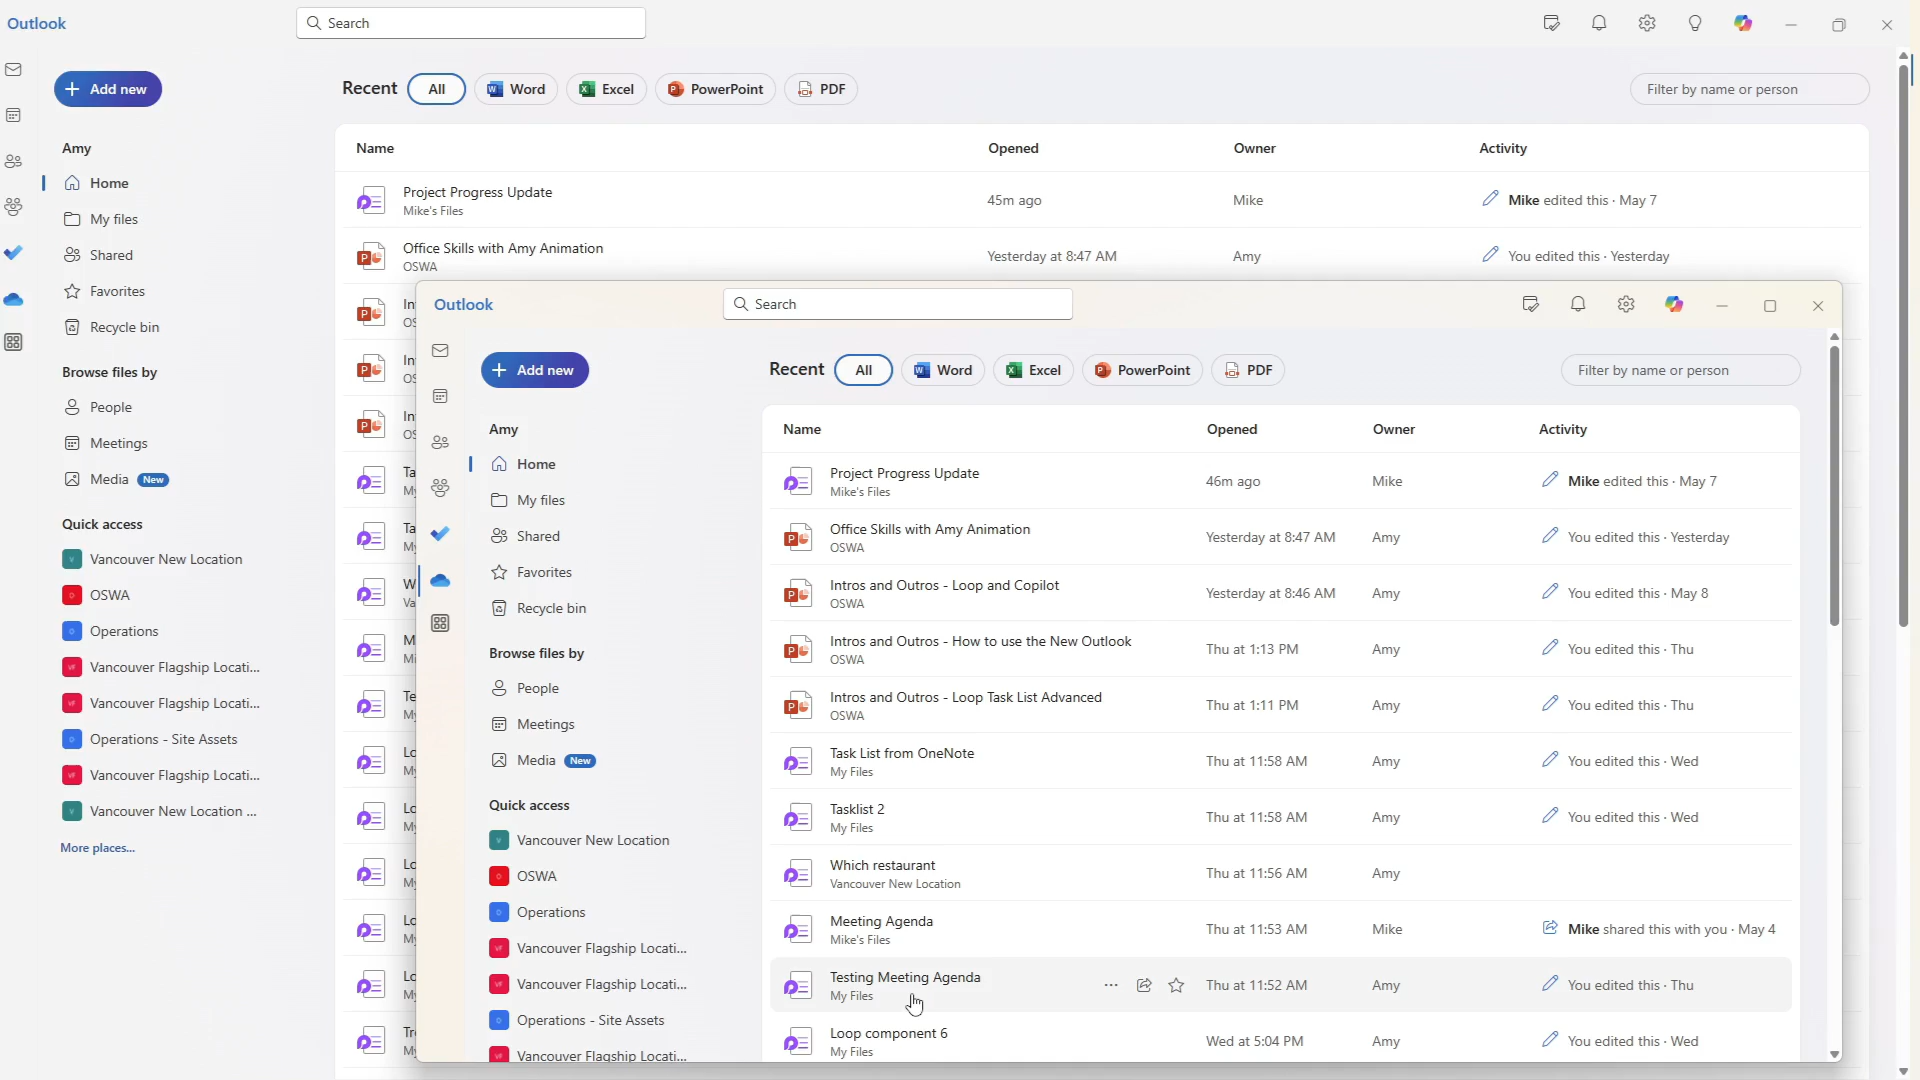 Outlook
Search
Add new
Recent
All
Word
Excel
PowerPoint
PDF
Filter by name or person
Amy
Home
My files
Shared
Favorites
Recycle bin
Browse files by
People
Meetings
Media New
Quick access
Vancouver New Location
OSWA
Operations
Vancouver Flagship Locati...
Vancouver Flagship Locati...
Operations - Site Assets
Vancouver Flagship Locati...
Vancouver New Location ...
More places...
Name Opened Owner Activity
Project Progress Update
Mike's Files
45m ago Mike Mike edited this · May 7
Office Skills with Amy Animation
OSWA
Yesterday at 8:47 AM Amy You edited this · Yesterday
Outlook
Search
Add new
Recent
All
Word
Excel
PowerPoint
PDF
Filter by name or person
Amy
Home
My files
Shared
Favorites
Recycle bin
Browse files by
People
Meetings
Media New
Quick access
Vancouver New Location
OSWA
Operations
Vancouver Flagship Locati...
Vancouver Flagship Locati...
Operations - Site Assets
Vancouver Flagship Locati...
Name Opened Owner Activity
Project Progress Update
Mike's Files
46m ago Mike Mike edited this · May 7
Office Skills with Amy Animation
OSWA
Yesterday at 8:47 AM Amy You edited this · Yesterday
Intros and Outros - Loop and Copilot
OSWA
Yesterday at 8:46 AM Amy You edited this · May 8
Intros and Outros - How to use the New Outlook
OSWA
Thu at 1:13 PM Amy You edited this · Thu
Intros and Outros - Loop Task List Advanced
OSWA
Thu at 1:11 PM Amy You edited this · Thu
Task List from OneNote
My Files
Thu at 11:58 AM Amy You edited this · Wed
Tasklist 2
My Files
Thu at 11:58 AM Amy You edited this · Wed
Which restaurant
Vancouver New Location
Thu at 11:56 AM Amy
Meeting Agenda
Mike's Files
Thu at 11:53 AM Mike Mike shared this with you · May 4
Testing Meeting Agenda
My Files
Thu at 11:52 AM Amy You edited this · Thu
Loop component 6
My Files
Wed at 5:04 PM Amy You edited this · Wed